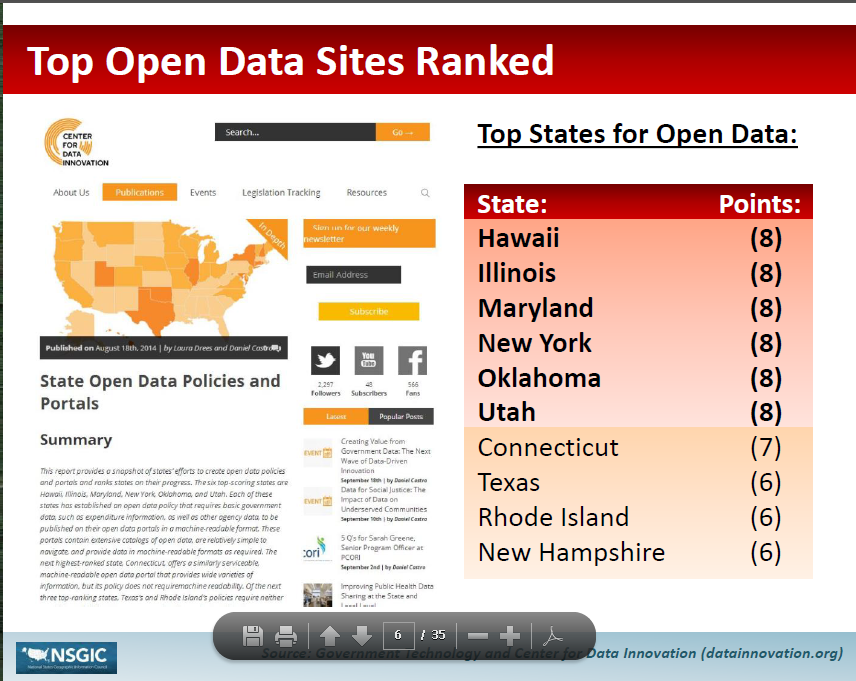 Top Open Data Sites Ranked
CENTER
FOR
DATA
INNOVATION
Search...
Go →
About Us
Publications
Events
Legislation Tracking
Resources
In Depth
Published on August 18th, 2014 | by Laura Drees and Daniel Castro
State Open Data Policies and
Portals
Summary
This report provides a snapshot of states' efforts to create open data policies
and portals and ranks states on their progress. The six top-scoring states are
Hawaii, Illinois, Maryland, New York, Oklahoma, and Utah. Each of these
states has established an open data policy that requires basic government
data, such as expenditure information, as well as other agency data, to be
published on their open data portals in a machine-readable format. These
portals contain extensive catalogs of open data, are relatively simple to
navigate, and provide data in machine-readable formats as required. The
next highest-ranked state, Connecticut, offers a similarly serviceable,
machine-readable open data portal that provides wide varieties of
information, but its policy does not requiremachine readability. Of the next
three top-ranking states, Texas's and Rhode Island's policies require neither
Sign up for our weekly
newsletter
Email Address
Subscribe
You
Tube
2,297
Followers
48
Subscribers
566
Fans
Latest
Popular Posts
EVENT
Creating Value from
Government Data: The Next
Wave of Data-Driven
Innovation
September 18th | by Daniel Castro
EVENT
Data for Social Justice: The
Impact of Data on
Underserved Communities
September 10th | by Daniel Castro
cori
5 Q's for Sarah Greene,
Senior Program Officer at
PCORI
September 2nd | by Daniel Castro
Improving Public Health Data
Sharing at the State and
Local Level
Top States for Open Data:
State: Points:
Hawaii (8)
Illinois (8)
Maryland (8)
New York (8)
Oklahoma (8)
Utah (8)
Connecticut (7)
Texas (6)
Rhode Island (6)
New Hampshire (6)
6 / 35
NSGIC
Source: Government Technology and Center for Data Innovation (datainnovation.org)